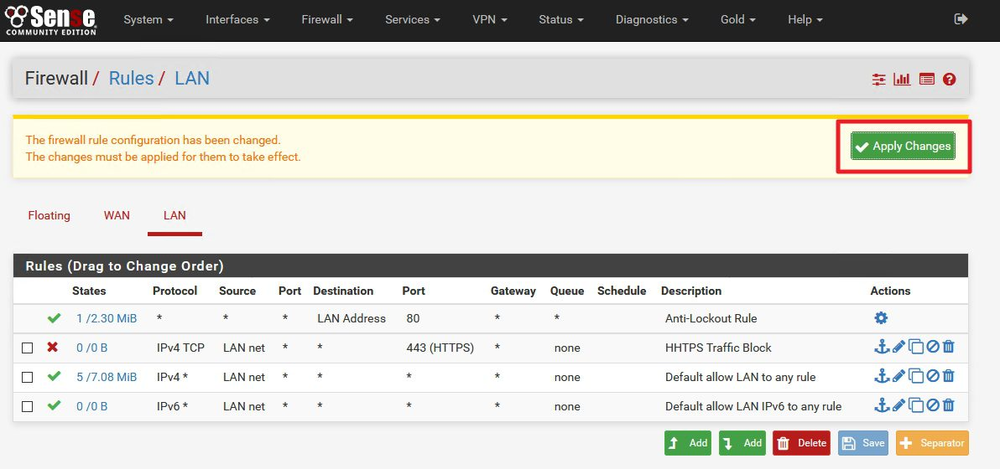 Sense
COMMUNITY EDITION
System Interfaces Firewall Services VPN Status Diagnostics Gold Help
Firewall / Rules / LAN
The firewall rule configuration has been changed.
The changes must be applied for them to take effect.
Apply Changes
Floating WAN LAN
Rules (Drag to Change Order)
States Protocol Source Port Destination Port Gateway Queue Schedule Description Actions
1 /2.30 MiB * * * LAN Address 80 * * Anti-Lockout Rule
0 /0 B IPv4 TCP LAN net * * 443 (HTTPS) * none HHTPS Traffic Block
5 /7.08 MiB IPv4 * LAN net * * * * none Default allow LAN to any rule
0 /0 B IPv6 * LAN net * * * * none Default allow LAN IPv6 to any rule
Add Add Delete Save Separator